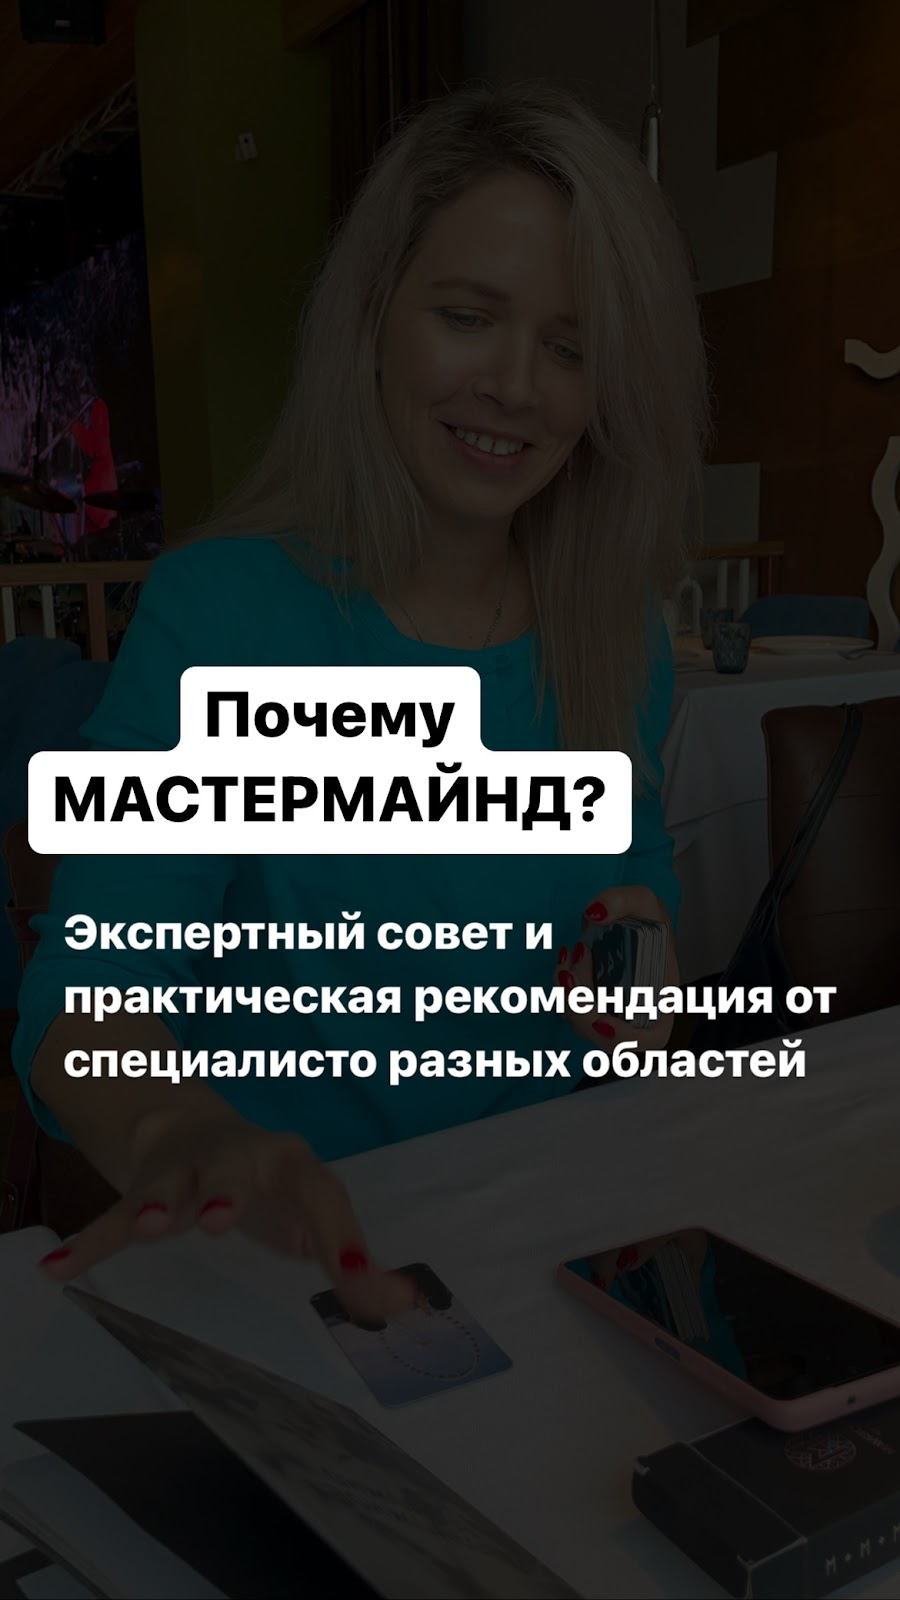 Почему
МАСТЕРМАЙНД?
Экспертный совет и
практическая рекомендация от
специалисто разных областей